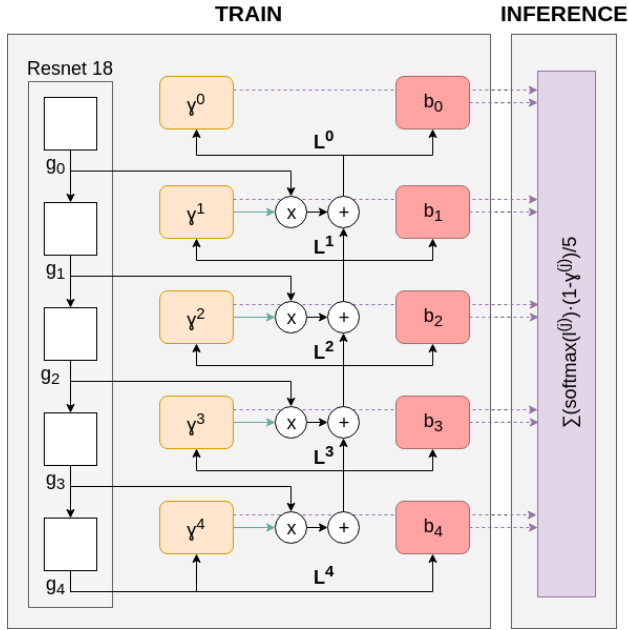 TRAIN
INFERENCE
Resnet 18
γ⁰
b₀
L⁰
g₀
γ¹
x
+
b₁
L¹
g₁
γ²
x
+
b₂
L²
g₂
γ³
x
+
b₃
L³
g₃
γ⁴
x
+
b₄
L⁴
g₄
∑(softmax(l⁽ʲ⁾)·(1-γ⁽ʲ⁾)/5